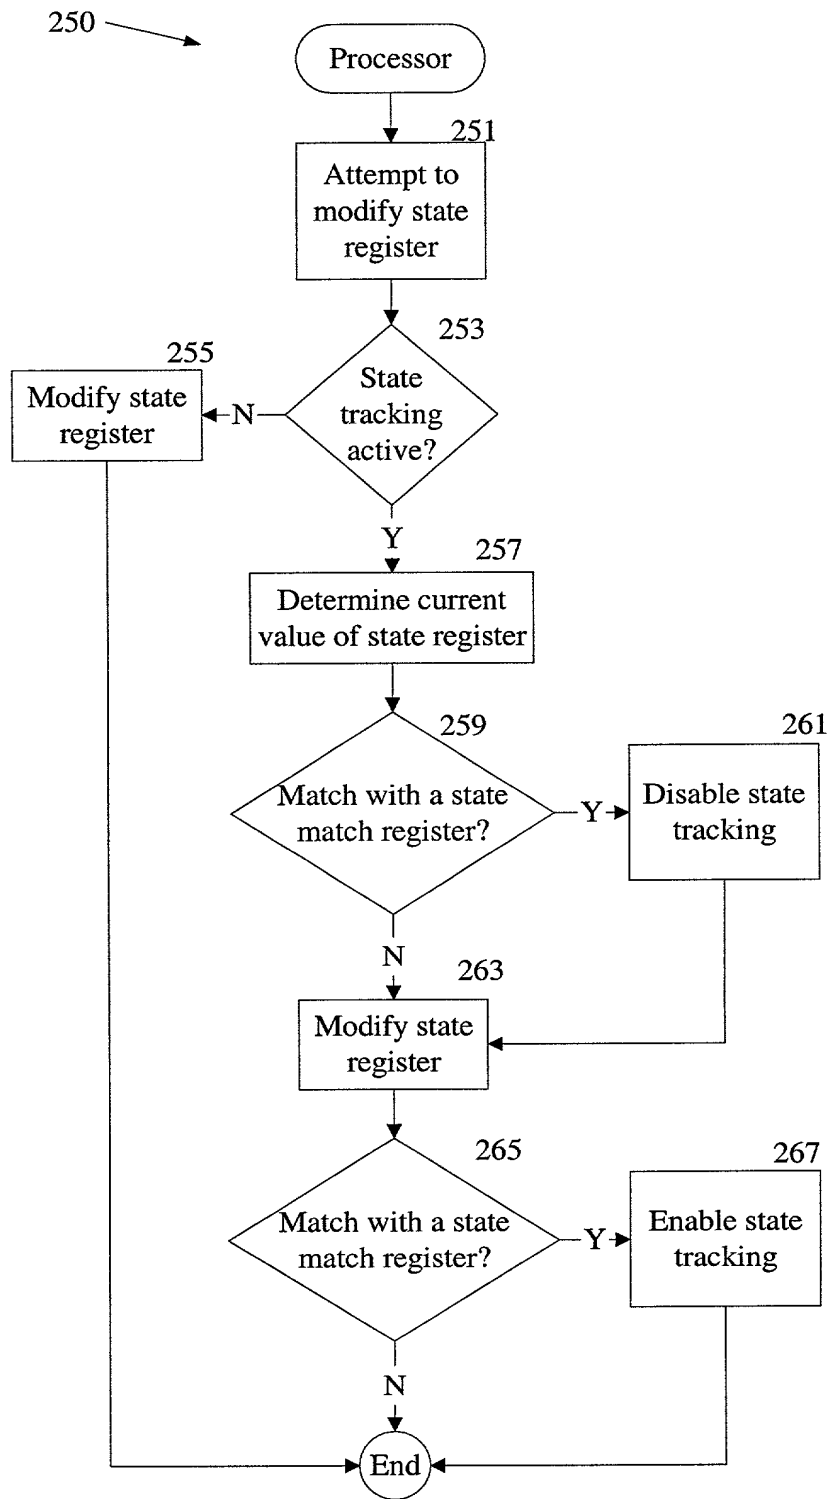 250
Processor
251
Attempt to
modify state
register
253
State
tracking
active?
255
Modify state
register
N
Y
257
Determine current
value of state register
259
Match with a state
match register?
Y
261
Disable state
tracking
N
263
Modify state
register
265
Match with a state
match register?
Y
267
Enable state
tracking
N
End